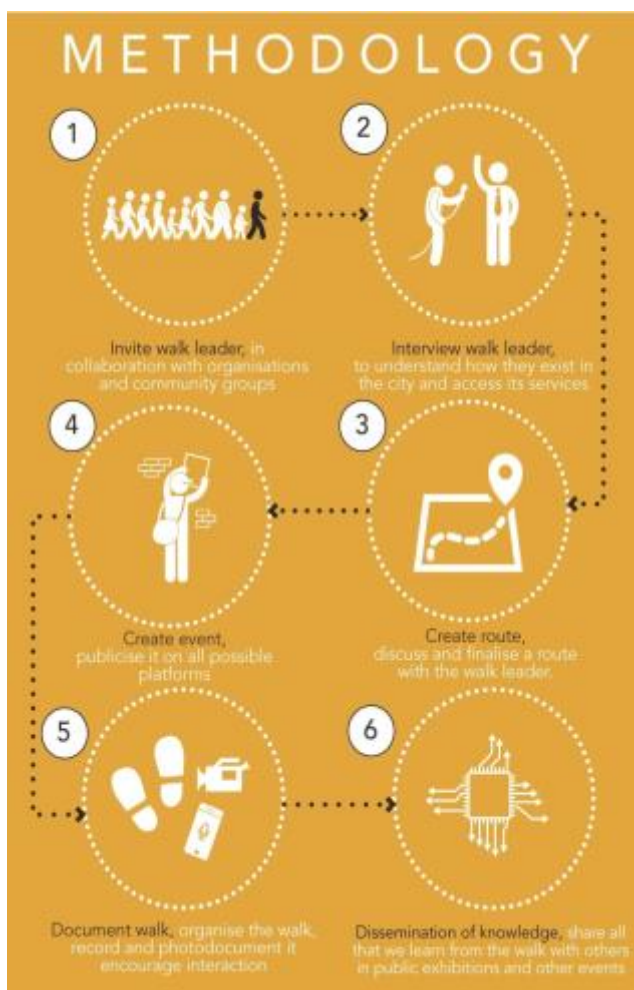 METHODOLOGY
1
Invite walk leader, in
collaboration with organisations
and community groups
2
Interview walk leader,
to understand how they exist in
the city and access its services
3
Create route,
discuss and finalise a route
with the walk leader.
4
Create event,
publicise it on all possible
platforms
5
Document walk, organise the walk,
record and photodocument it
encourage interaction
6
Dissemination of knowledge, share all
that we learn from the walk with others
in public exhibitions and other events